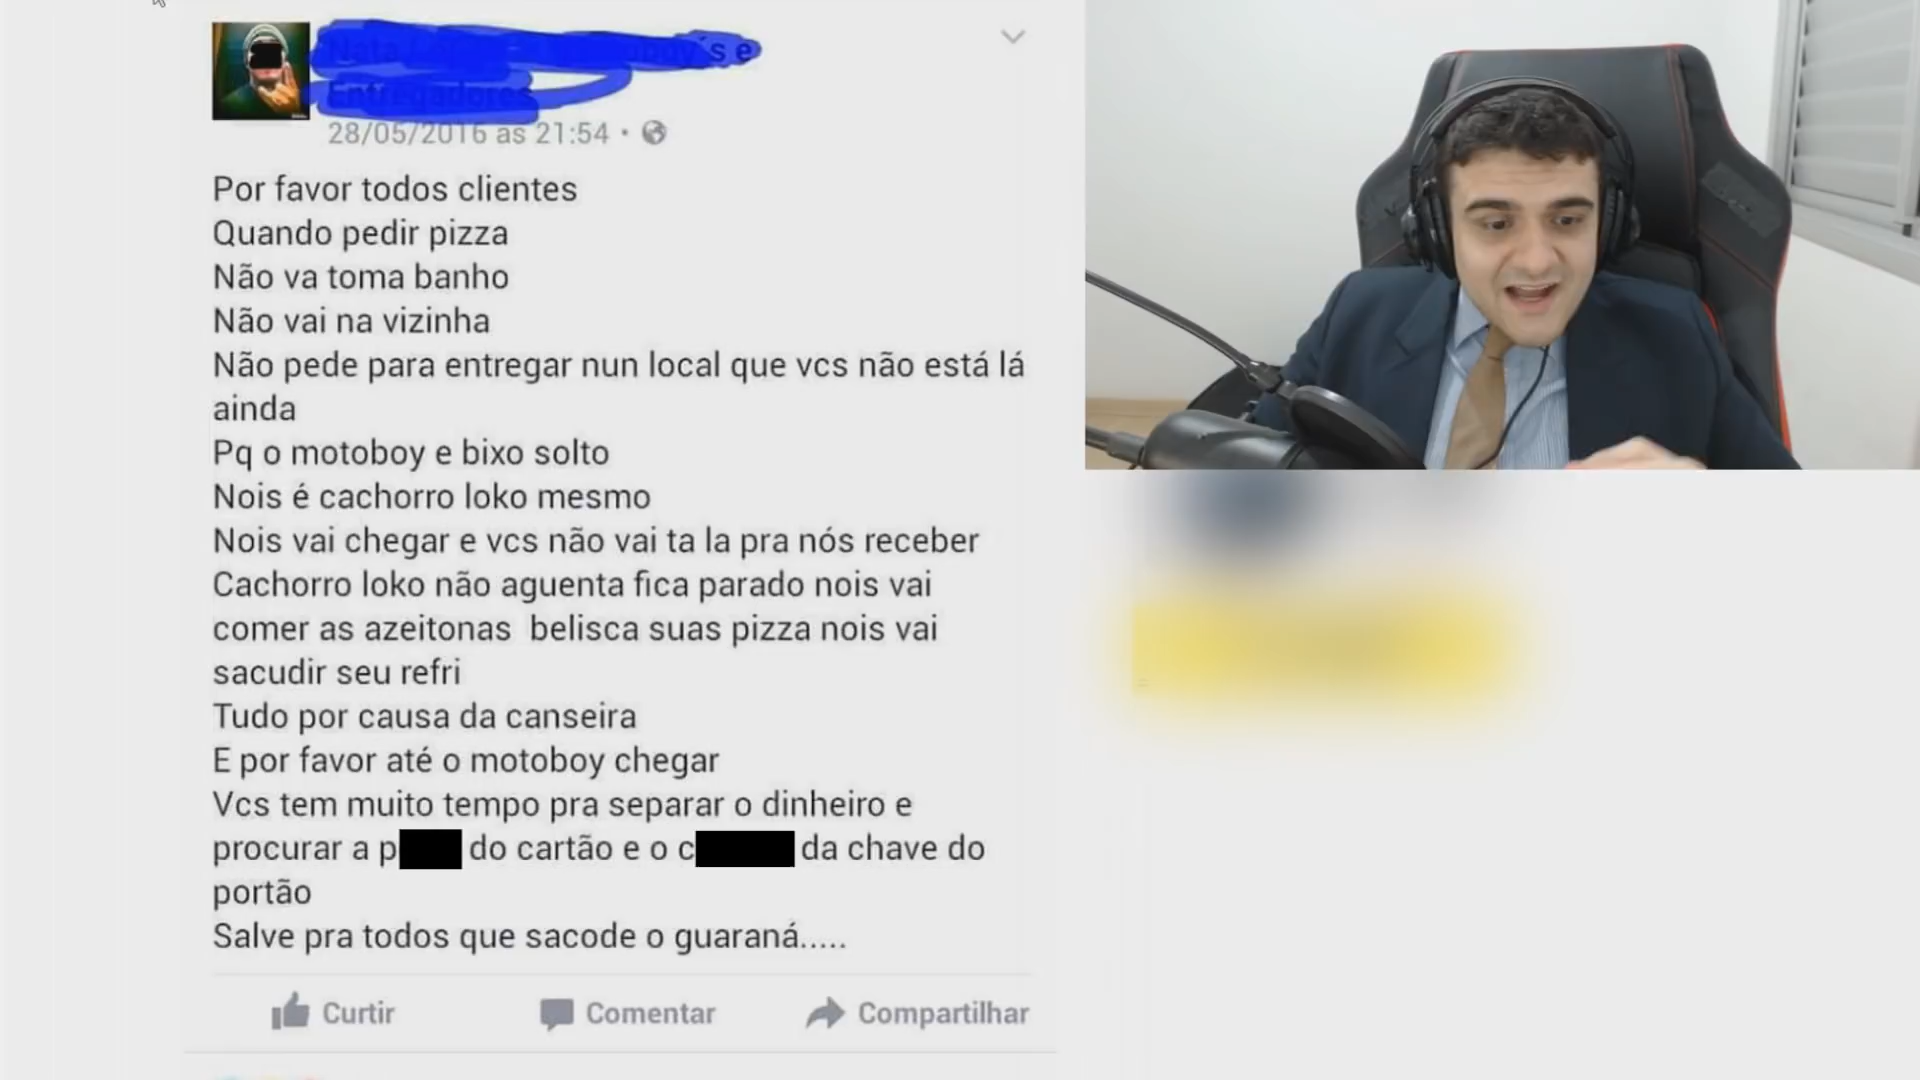 Nata
boy's e
Entregadores
28/05/2016 as 21:54 •
Por favor todos clientes
Quando pedir pizza
Não va toma banho
Não vai na vizinha
Não pede para entregar nun local que vcs não está lá
ainda
Pq o motoboy e bixo solto
Nois é cachorro loko mesmo
Nois vai chegar e vcs não vai ta la pra nós receber
Cachorro loko não aguenta fica parado nois vai
comer as azeitonas  belisca suas pizza nois vai
sacudir seu refri
Tudo por causa da canseira
E por favor até o motoboy chegar
Vcs tem muito tempo pra separar o dinheiro e
procurar a p do cartão e o c da chave do
portão
Salve pra todos que sacode o guaraná.....
Curtir Comentar Compartilhar